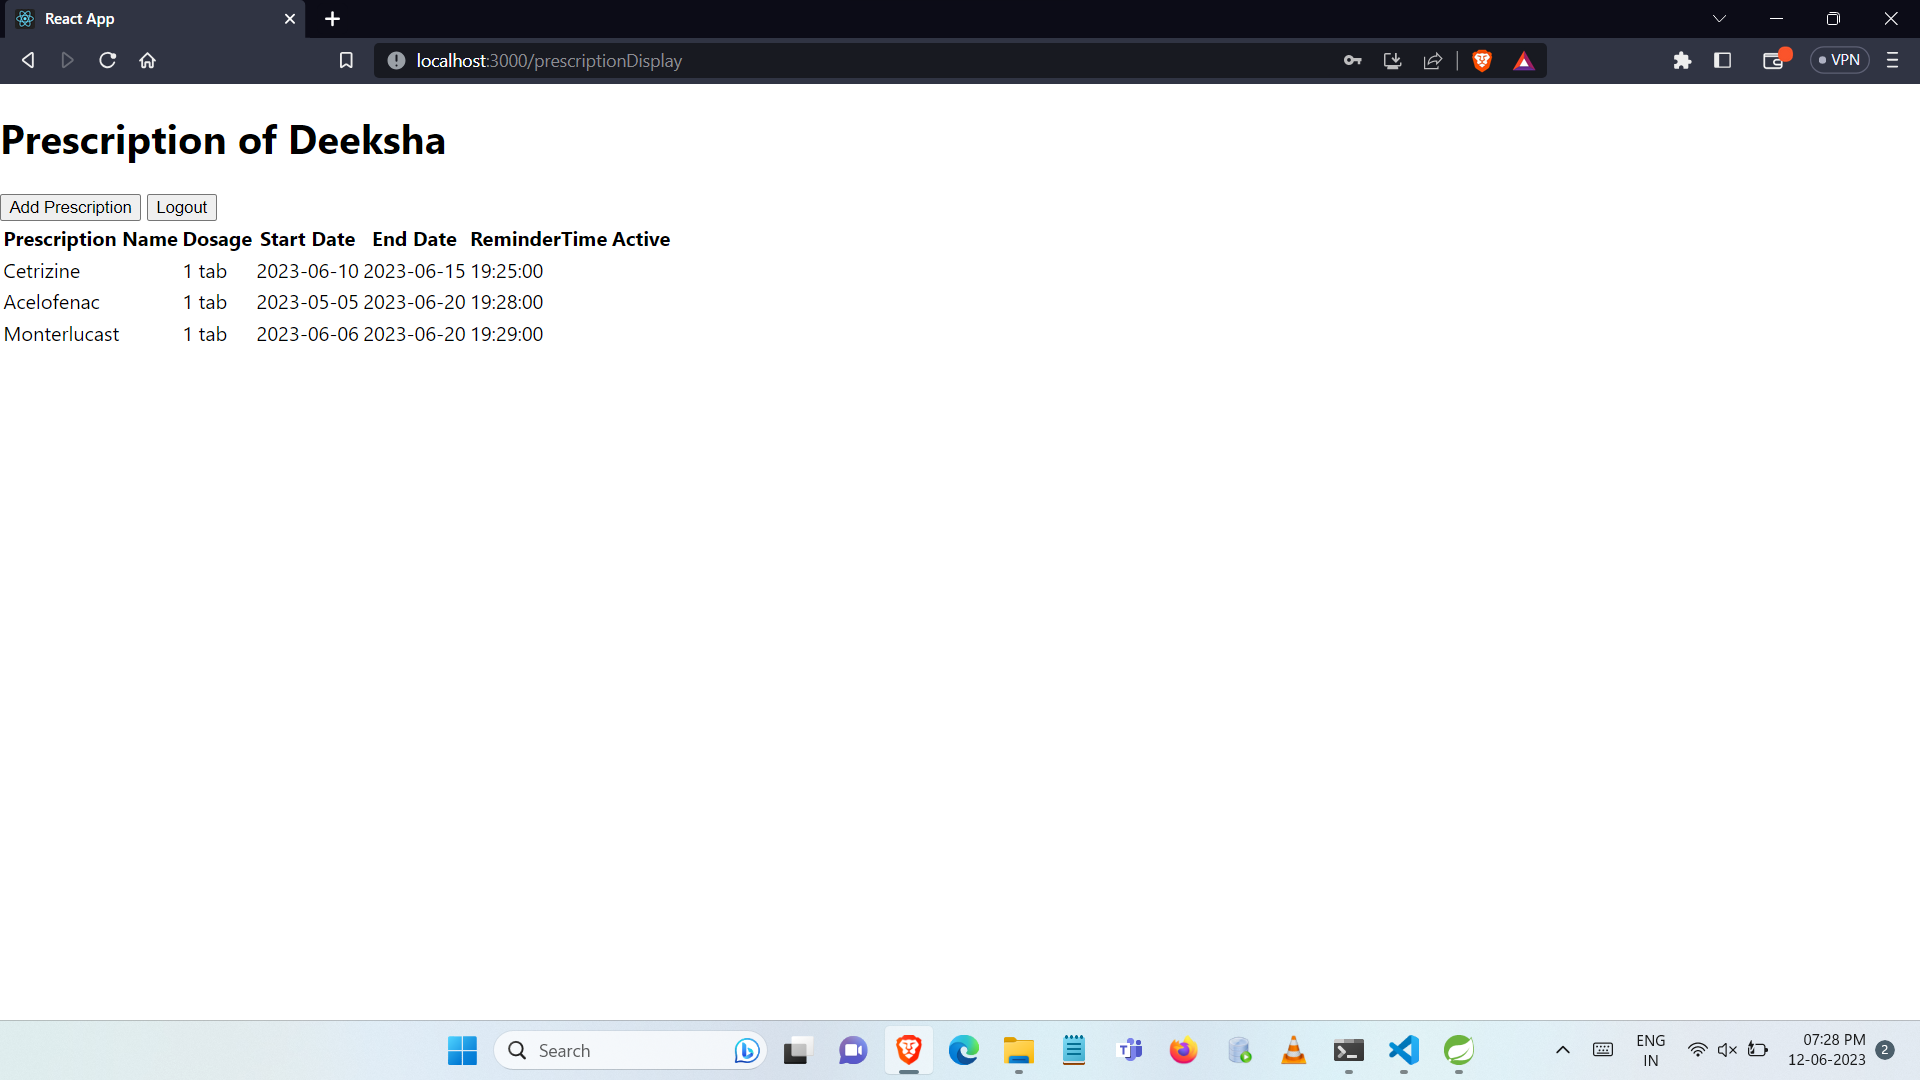 React App
localhost:3000/prescriptionDisplay
VPN
Prescription of Deeksha
Add Prescription Logout
Prescription Name Dosage Start Date End Date ReminderTime Active
Cetrizine 1 tab 2023-06-10 2023-06-15 19:25:00
Acelofenac 1 tab 2023-05-05 2023-06-20 19:28:00
Monterlucast 1 tab 2023-06-06 2023-06-20 19:29:00
Search
ENG
IN
07:28 PM
12-06-2023
2